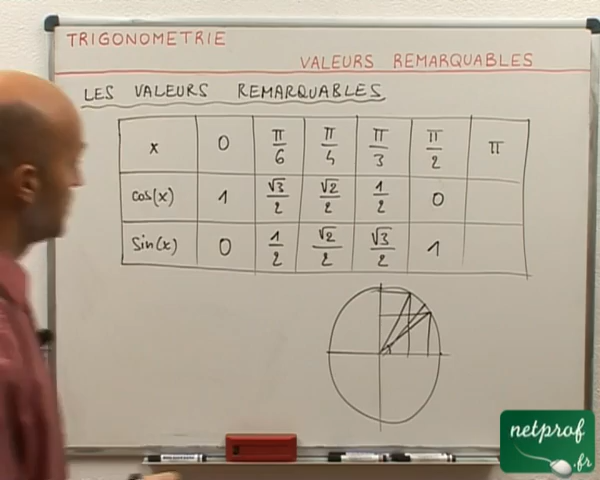 TRIGONOMETRIE
VALEURS REMARQUABLES
LES VALEURS REMARQUABLES
x 0 π/6 π/4 π/3 π/2 π
cos(x) 1 √3/2 √2/2 1/2 0
Sin(x) 0 1/2 √2/2 √3/2 1
netprof
.fr